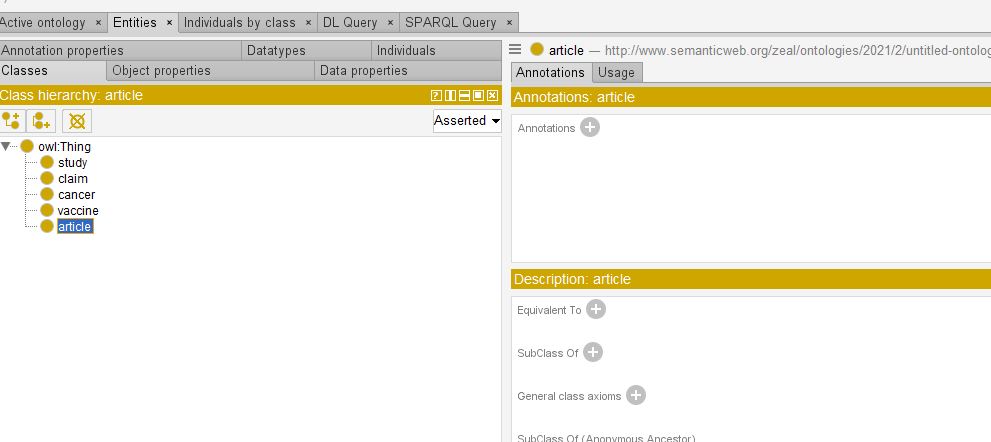 Active ontology × Entities × Individuals by class × DL Query × SPARQL Query ×
Annotation properties Datatypes Individuals
Classes Object properties Data properties
Class hierarchy: article
Asserted
owl:Thing
study
claim
cancer
vaccine
article
article — http://www.semanticweb.org/zeal/ontologies/2021/2/untitled-ontolog
Annotations Usage
Annotations: article
Annotations
Description: article
Equivalent To
SubClass Of
General class axioms
SubClass Of (Anonymous Ancestor)